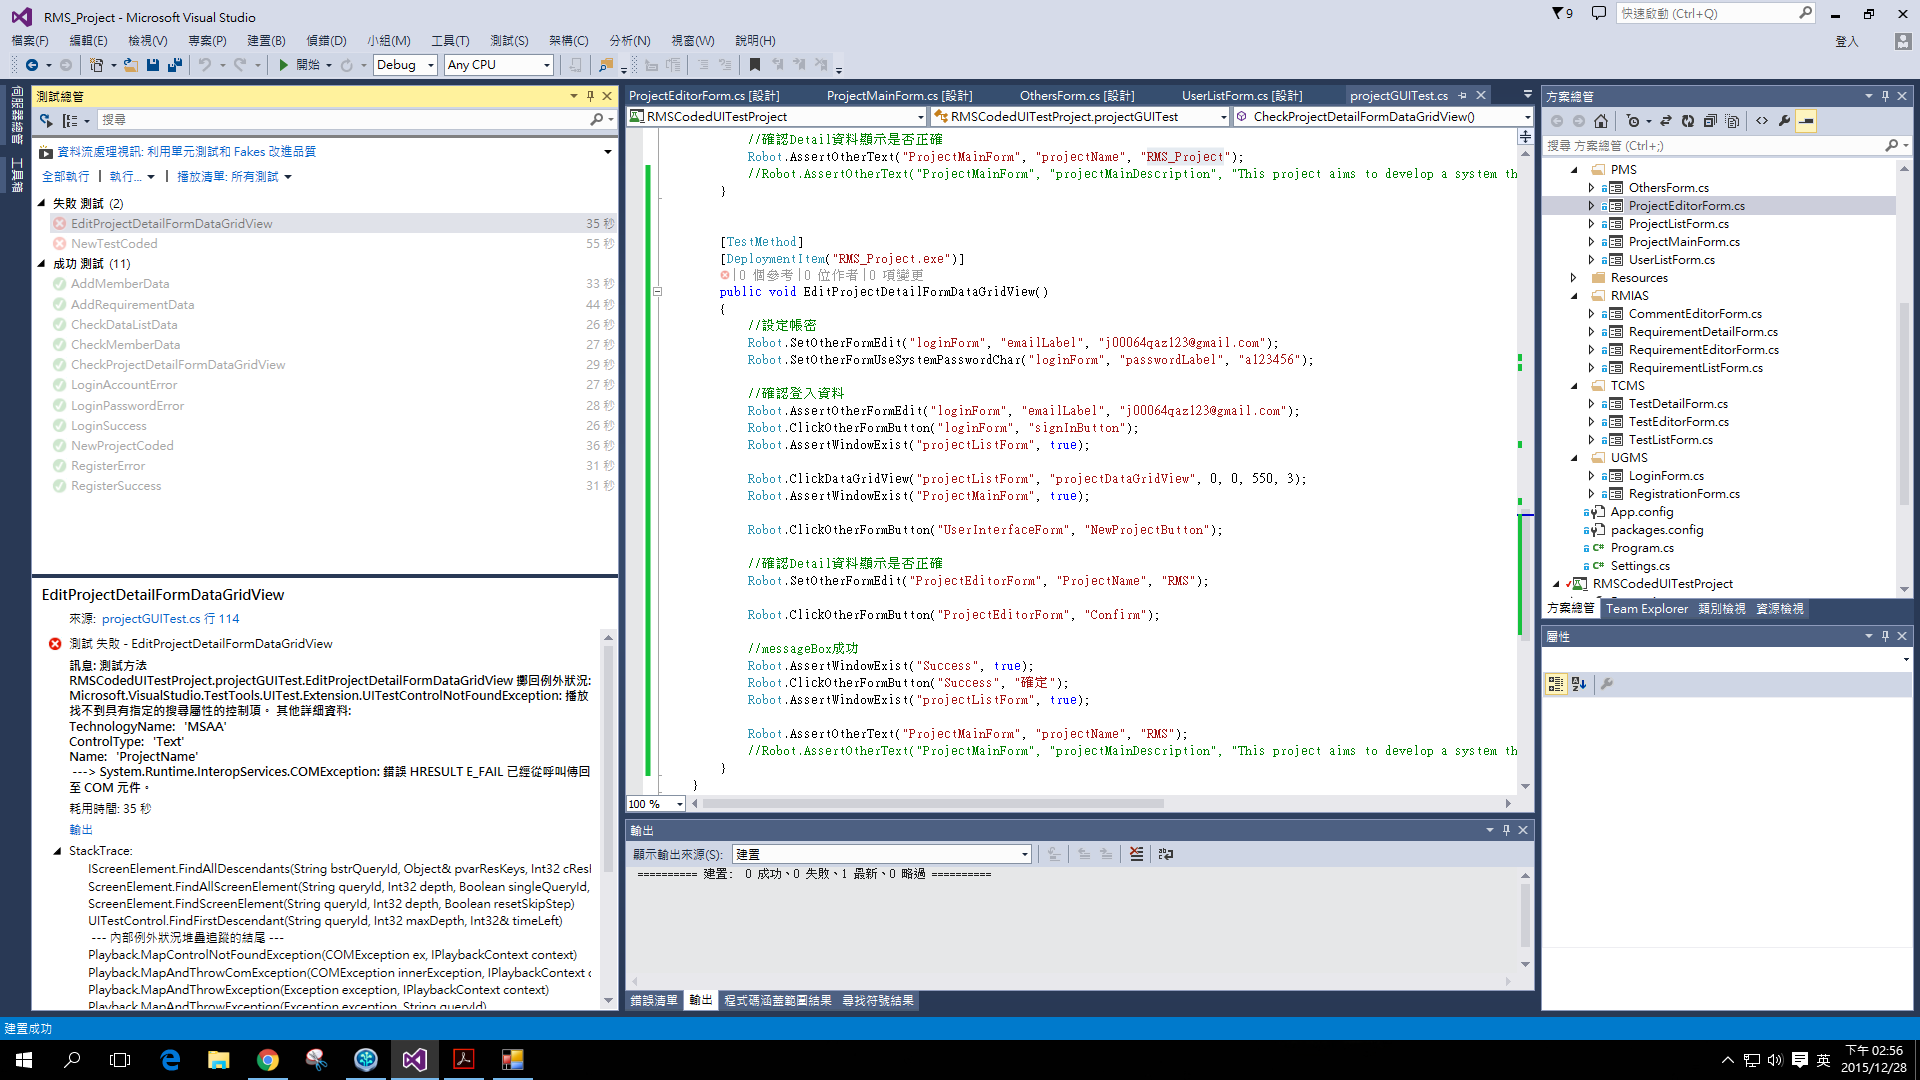 RMS_Project - Microsoft Visual Studio
9
快速啟動 (Ctrl+Q)
檔案(F) 編輯(E) 檢視(V) 專案(P) 建置(B) 偵錯(D) 小組(M) 工具(T) 測試(S) 架構(C) 分析(N) 視窗(W) 說明(H)
登入
開始 Debug Any CPU
伺服器總管
工具箱
測試總管
搜尋
資料流處理視訊: 利用單元測試和 Fakes 改進品質
全部執行 | 執行... | 播放清單: 所有測試
失敗 測試 (2)
EditProjectDetailFormDataGridView 35 秒
NewTestCoded 55 秒
成功 測試 (11)
AddMemberData 33 秒
AddRequirementData 44 秒
CheckDataListData 26 秒
CheckMemberData 27 秒
CheckProjectDetailFormDataGridView 29 秒
LoginAccountError 27 秒
LoginPasswordError 28 秒
LoginSuccess 26 秒
NewProjectCoded 36 秒
RegisterError 31 秒
RegisterSuccess 31 秒
EditProjectDetailFormDataGridView
來源: projectGUITest.cs 行 114
測試 失敗 - EditProjectDetailFormDataGridView
訊息: 測試方法
RMSCodedUITestProject.projectGUITest.EditProjectDetailFormDataGridView 擲回例外狀況:
Microsoft.VisualStudio.TestTools.UITest.Extension.UITestControlNotFoundException: 播放
找不到具有指定的搜尋屬性的控制項。 其他詳細資料:
TechnologyName: 'MSAA'
ControlType: 'Text'
Name: 'ProjectName'
---> System.Runtime.InteropServices.COMException: 錯誤 HRESULT E_FAIL 已經從呼叫傳回
至 COM 元件。
耗用時間: 35 秒
輸出
StackTrace:
IScreenElement.FindAllDescendants(String bstrQueryId, Object& pvarResKeys, Int32 cResl
ScreenElement.FindAllScreenElement(String queryId, Int32 depth, Boolean singleQueryId,
ScreenElement.FindScreenElement(String queryId, Int32 depth, Boolean resetSkipStep)
UITestControl.FindFirstDescendant(String queryId, Int32 maxDepth, Int32& timeLeft)
--- 內部例外狀況堆疊追蹤的結尾 ---
Playback.MapControlNotFoundException(COMException ex, IPlaybackContext context)
Playback.MapAndThrowComException(COMException innerException, IPlaybackContext c
Playback.MapAndThrowException(Exception exception, IPlaybackContext context)
Playback.MapAndThrowException(Exception exception, String queryId)
ProjectEditorForm.cs [設計] ProjectMainForm.cs [設計] OthersForm.cs [設計] UserListForm.cs [設計] projectGUITest.cs
RMSCodedUITestProject RMSCodedUITestProject.projectGUITest CheckProjectDetailFormDataGridView()
//確認Detail資料顯示是否正確
Robot.AssertOtherText("ProjectMainForm", "projectName", "RMS_Project");
//Robot.AssertOtherText("ProjectMainForm", "projectMainDescription", "This project aims to develop a system th
}
[TestMethod]
[DeploymentItem("RMS_Project.exe")]
|0 個參考|0 位作者|0 項變更
public void EditProjectDetailFormDataGridView()
{
//設定帳密
Robot.SetOtherFormEdit("loginForm", "emailLabel", "j00064qaz123@gmail.com");
Robot.SetOtherFormUseSystemPasswordChar("loginForm", "passwordLabel", "a123456");
//確認登入資料
Robot.AssertOtherFormEdit("loginForm", "emailLabel", "j00064qaz123@gmail.com");
Robot.ClickOtherFormButton("loginForm", "signInButton");
Robot.AssertWindowExist("projectListForm", true);
Robot.ClickDataGridView("projectListForm", "projectDataGridView", 0, 0, 550, 3);
Robot.AssertWindowExist("ProjectMainForm", true);
Robot.ClickOtherFormButton("UserInterfaceForm", "NewProjectButton");
//確認Detail資料顯示是否正確
Robot.SetOtherFormEdit("ProjectEditorForm", "ProjectName", "RMS");
Robot.ClickOtherFormButton("ProjectEditorForm", "Confirm");
//messageBox成功
Robot.AssertWindowExist("Success", true);
Robot.ClickOtherFormButton("Success", "確定");
Robot.AssertWindowExist("projectListForm", true);
Robot.AssertOtherText("ProjectMainForm", "projectName", "RMS");
//Robot.AssertOtherText("ProjectMainForm", "projectMainDescription", "This project aims to develop a system th
}
}
100 %
輸出
顯示輸出來源(S): 建置
========== 建置: 0 成功、0 失敗、1 最新、0 略過 ==========
錯誤清單 輸出 程式碼涵蓋範圍結果 尋找符號結果
方案總管
搜尋 方案總管 (Ctrl+;)
PMS
OthersForm.cs
ProjectEditorForm.cs
ProjectListForm.cs
ProjectMainForm.cs
UserListForm.cs
Resources
RMIAS
CommentEditorForm.cs
RequirementDetailForm.cs
RequirementEditorForm.cs
RequirementListForm.cs
TCMS
TestDetailForm.cs
TestEditorForm.cs
TestListForm.cs
UGMS
LoginForm.cs
RegistrationForm.cs
App.config
packages.config
Program.cs
Settings.cs
RMSCodedUITestProject
方案總管 Team Explorer 類別檢視 資源檢視
屬性
建置成功
英
下午 02:56
2015/12/28